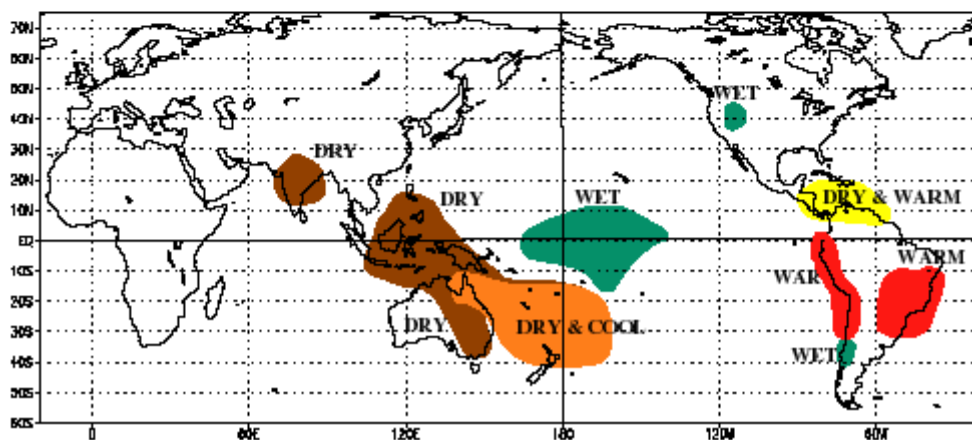 70N
60N
50N
40N
30N
20N
10N
EQ
10S
20S
30S
40S
50S
60S
WET
DRY
DRY
WET
DRY & WARM
WARM
WAR
DRY
DRY & COOL
WET
0
60E
120E
180
120W
60W